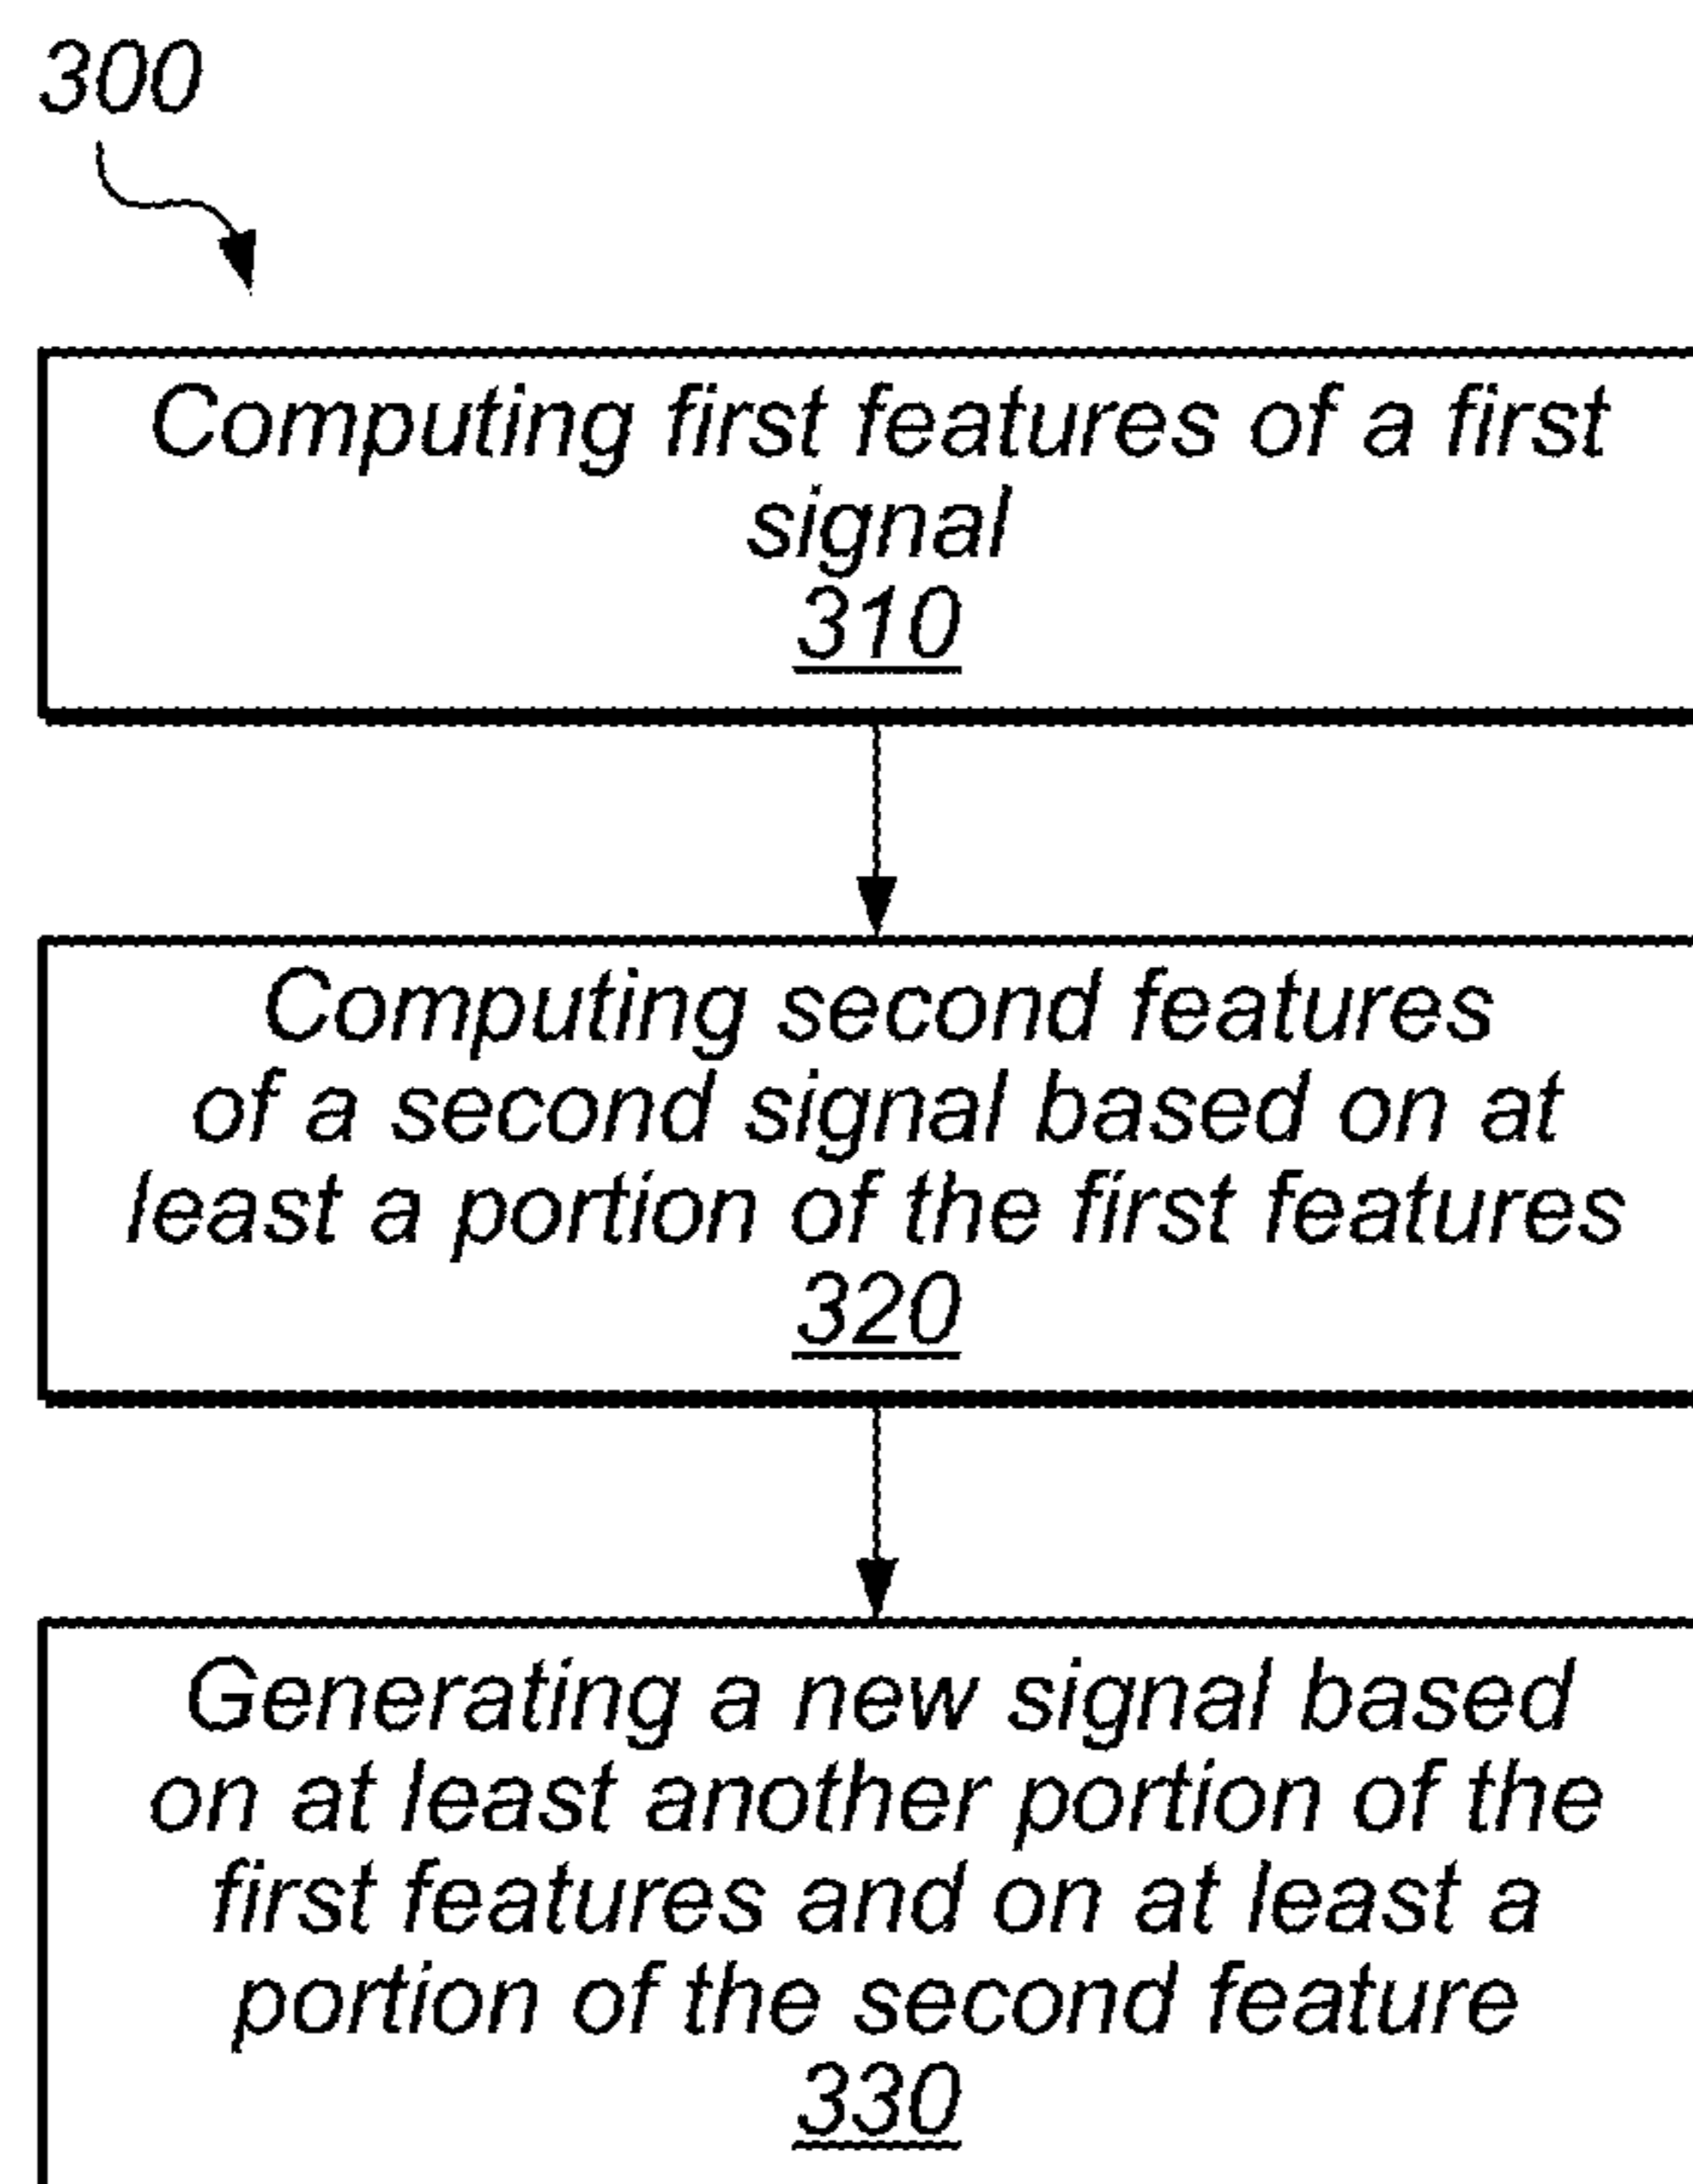 300
Computing first features of a first
signal
310
Computing second features
of a second signal based on at
least a portion of the first features
320
Generating a new signal based
on at least another portion of the
first features and on at least a
portion of the second feature
330